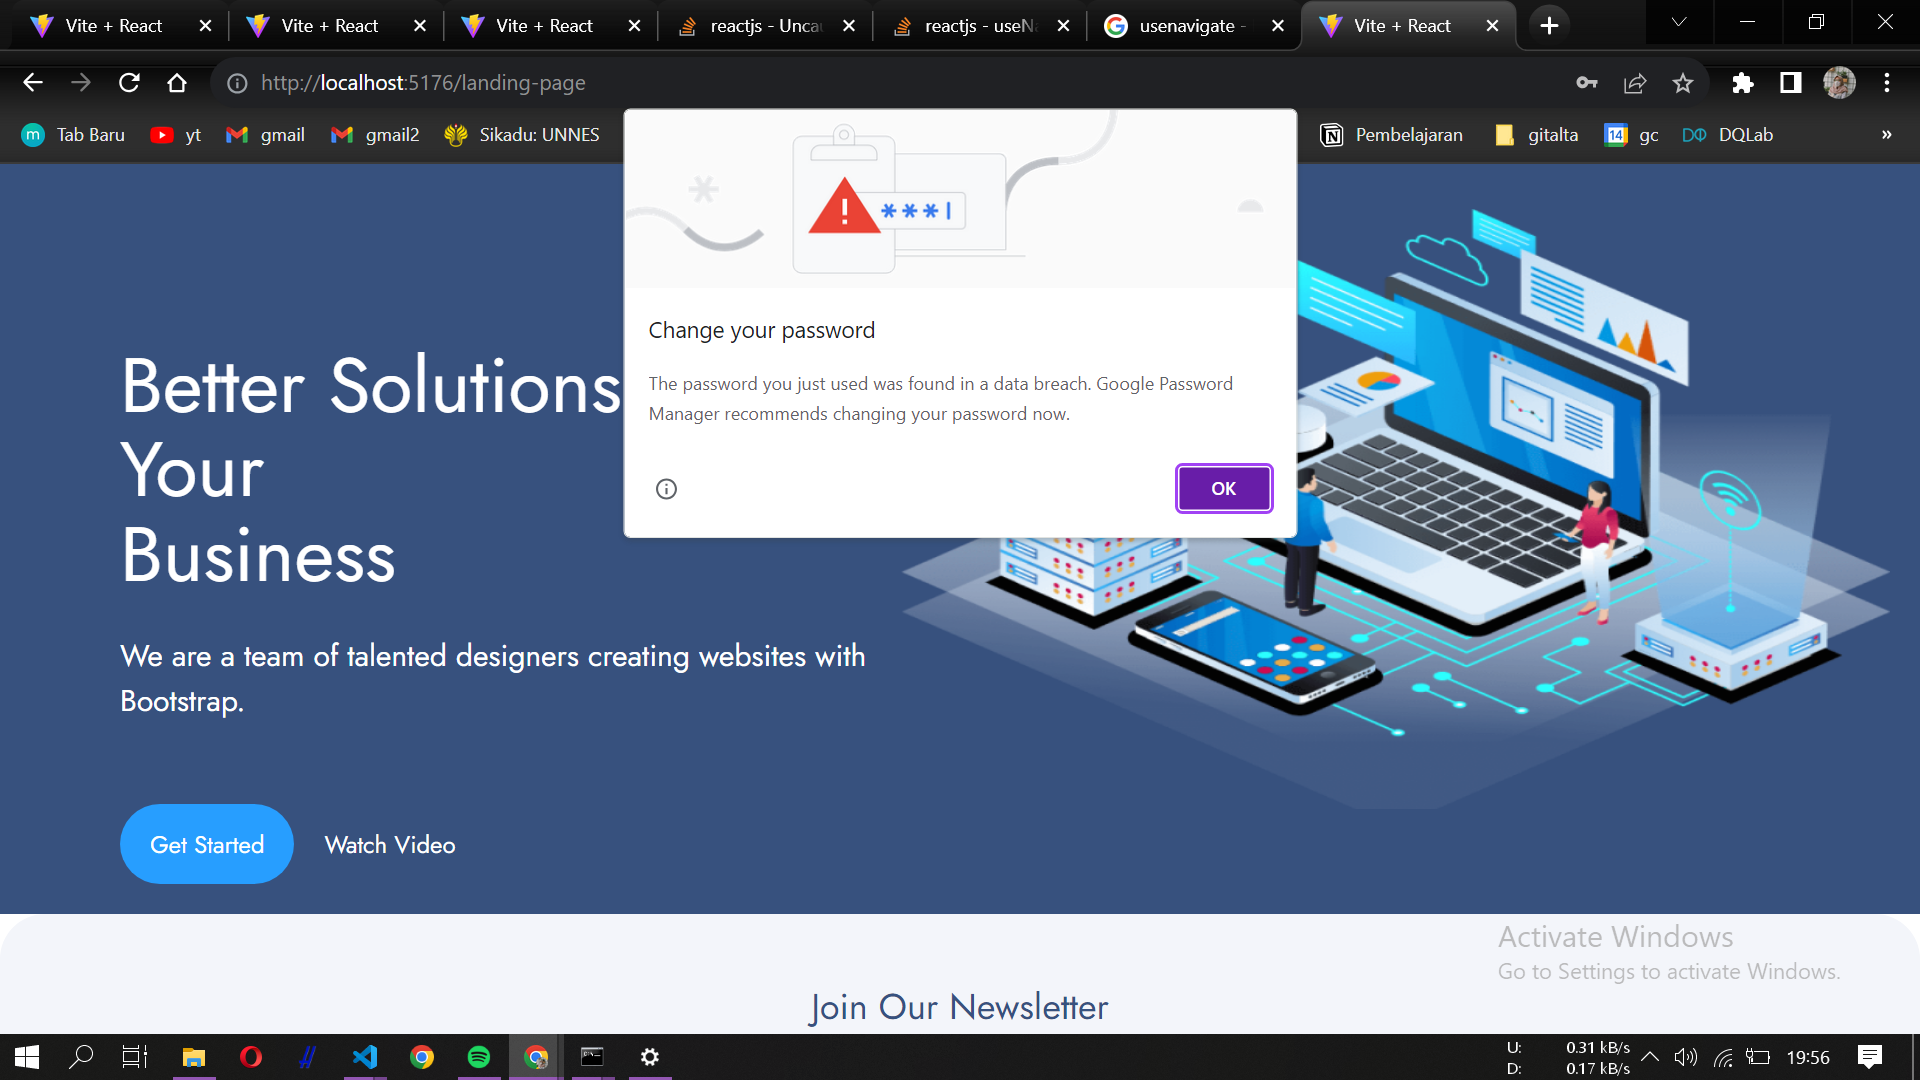 Vite + React
Vite + React
Vite + React
reactjs - Unca
reactjs - useNa
usenavigate -
Vite + React
http://localhost:5176/landing-page
m
Tab Baru
yt
gmail
gmail2
Sikadu: UNNES
Pembelajaran
gitalta
14
gc
DQLab
»
***|
Change your password
The password you just used was found in a data breach. Google Password
Manager recommends changing your password now.
OK
Better Solutions
Your
Business
We are a team of talented designers creating websites with
Bootstrap.
Get Started
Watch Video
Activate Windows
Go to Settings to activate Windows.
Join Our Newsletter
U: 0.31 kB/s
D: 0.17 kB/s
19:56